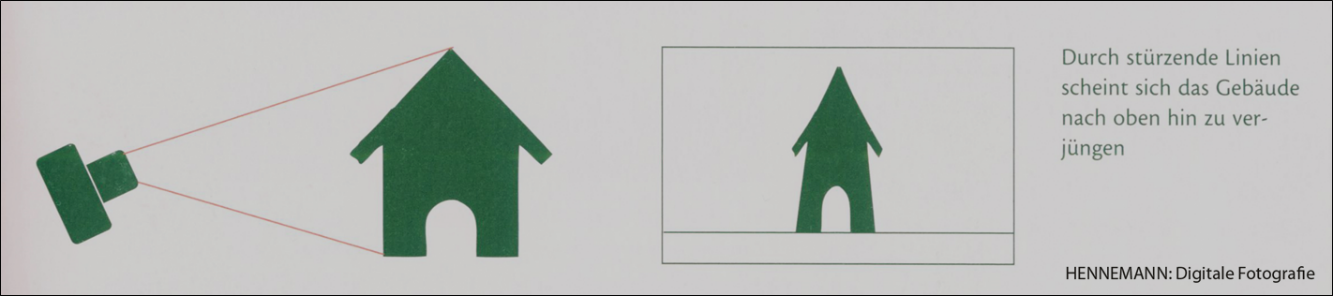 Durch stürzende Linien
scheint sich das Gebäude
nach oben hin zu ver-
jüngen
HENNEMANN: Digitale Fotografie